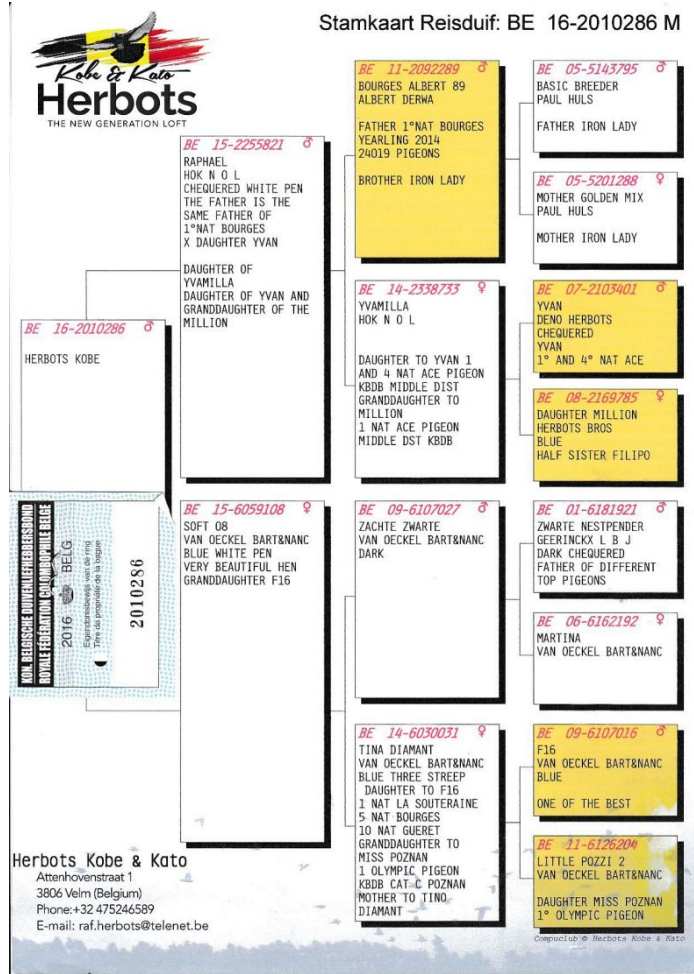 Stamkaart Reisduif: BE 16-2010286 M
Kobe & Kato
Herbots
THE NEW GENERATION LOFT
BE 16-2010286 ♂
HERBOTS KOBE
KON. BELGISCHE DUIVENLIEFHEBBERSBOND
ROYALE FÉDÉRATION COLOMBOPHILE BELGE
2016 BELG
Eigendomsbewijs van de ring
Titre de propriété de la bague
2010286
BE 15-2255821 ♂
RAPHAEL
HOK N O L
CHEQUERED WHITE PEN
THE FATHER IS THE
SAME FATHER OF
1°NAT BOURGES
X DAUGHTER YVAN
DAUGHTER OF
YVAMILLA
DAUGHTER OF YVAN AND
GRANDDAUGHTER OF THE
MILLION
BE 15-6059108 ♀
SOFT 08
VAN OECKEL BART&NANC
BLUE WHITE PEN
VERY BEAUTIFUL HEN
GRANDDAUGHTER F16
BE 11-2092289 ♂
BOURGES ALBERT 89
ALBERT DERWA
FATHER 1°NAT BOURGES
YEARLING 2014
24019 PIGEONS
BROTHER IRON LADY
BE 14-2338733 ♀
YVAMILLA
HOK N O L
DAUGHTER TO YVAN 1
AND 4 NAT ACE PIGEON
KBDB MIDDLE DIST
GRANDDAUGHTER TO
MILLION
1 NAT ACE PIGEON
MIDDLE DST KBDB
BE 09-6107027 ♂
ZACHTE ZWARTE
VAN OECKEL BART&NANC
DARK
BE 14-6030031 ♀
TINA DIAMANT
VAN OECKEL BART&NANC
BLUE THREE STREEP
DAUGHTER TO F16
1 NAT LA SOUTERAINE
5 NAT BOURGES
10 NAT GUERET
GRANDDAUGHTER TO
MISS POZNAN
1 OLYMPIC PIGEON
KBDB CAT C POZNAN
MOTHER TO TINO
DIAMANT
BE 05-5143795 ♂
BASIC BREEDER
PAUL HULS
FATHER IRON LADY
BE 05-5201288 ♀
MOTHER GOLDEN MIX
PAUL HULS
MOTHER IRON LADY
BE 07-2103401 ♂
YVAN
DENO HERBOTS
CHEQUERED
YVAN
1° AND 4° NAT ACE
BE 08-2169785 ♀
DAUGHTER MILLION
HERBOTS BROS
BLUE
HALF SISTER FILIPO
BE 01-6181921 ♂
ZWARTE NESTPENDER
GEERINCKX L B J
DARK CHEQUERED
FATHER OF DIFFERENT
TOP PIGEONS
BE 06-6162192 ♀
MARTINA
VAN OECKEL BART&NANC
BE 09-6107016 ♂
F16
VAN OECKEL BART&NANC
BLUE
ONE OF THE BEST
BE 11-6126204 ♀
LITTLE POZZI 2
VAN OECKEL BART&NANC
DAUGHTER MISS POZNAN
1° OLYMPIC PIGEON
Herbots Kobe & Kato
Attenhovenstraat 1
3806 Velm (Belgium)
Phone:+32 475246589
E-mail: raf.herbots@telenet.be
Compuclub © Herbots Kobe & Kato